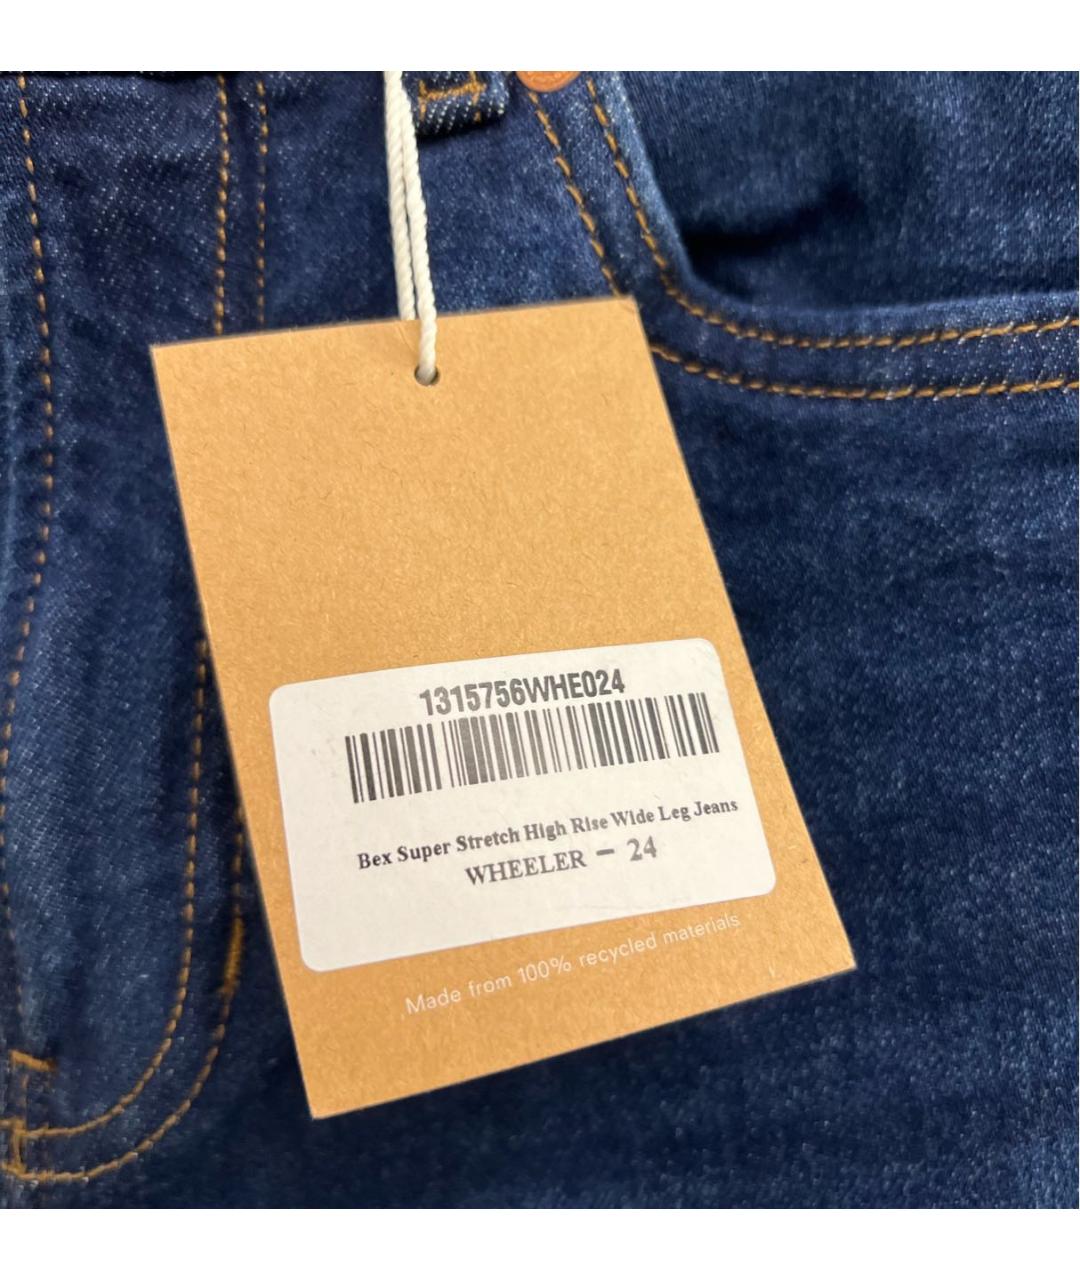 1315756WHE024
Bex Super Stretch High Rise Wide Leg Jeans
WHEELER - 24
Made from 100% recycled materials